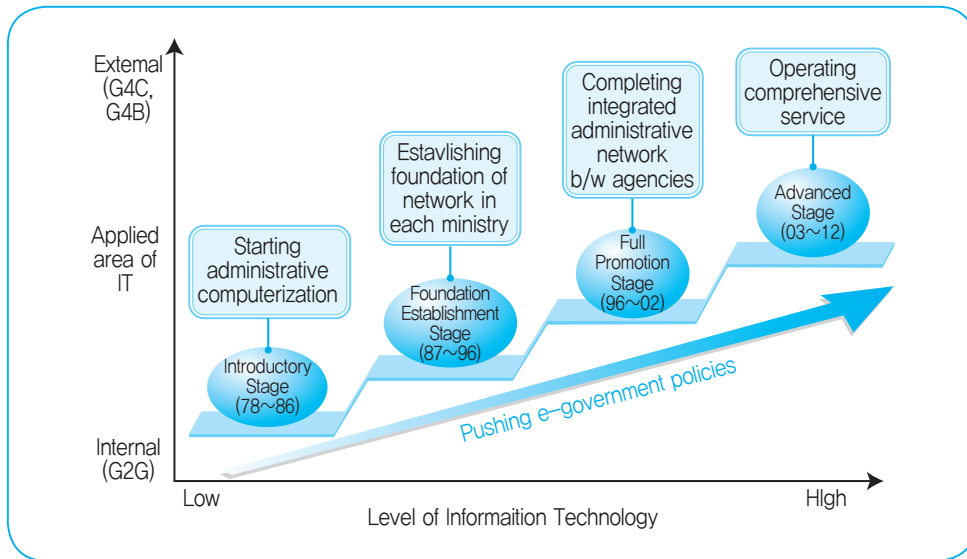 External
(G4C,
G4B)
Applied
area of
IT
Internal
(G2G)
Starting
administrative
computerization
Introductory
Stage
(78～86)
Estavlishing
foundation of
network in
each ministry
Foundation
Establishment
Stage
(87～96)
Completing
integrated
administrative
network
b/w agencies
Full
Promotion
Stage
(96～02)
Operating
comprehensive
service
Advanced
Stage
(03～12)
Pushing e-government policies
Low
HIgh
Level of Informaition Technology